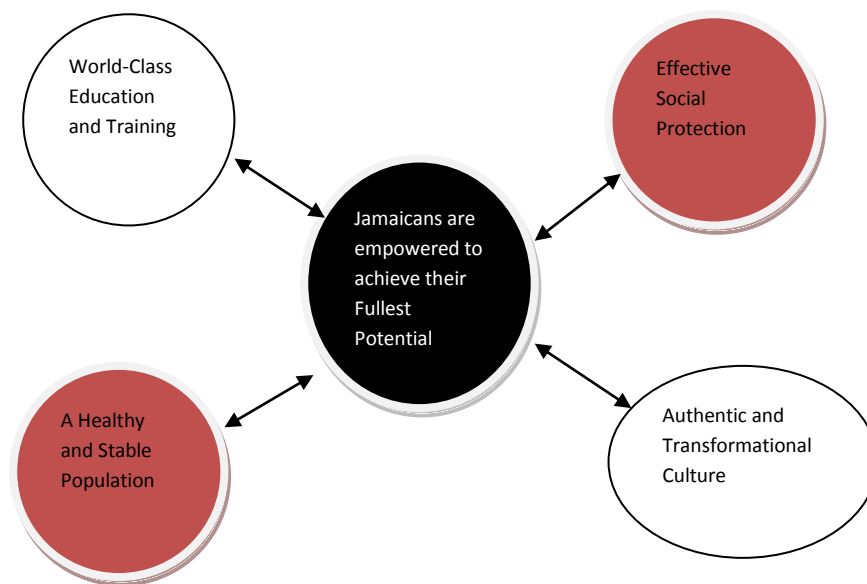 World-Class
Education
and Training
Effective
Social
Protection
Jamaicans are
empowered to
achieve their
Fullest
Potential
A Healthy
and Stable
Population
Authentic and
Transformational
Culture